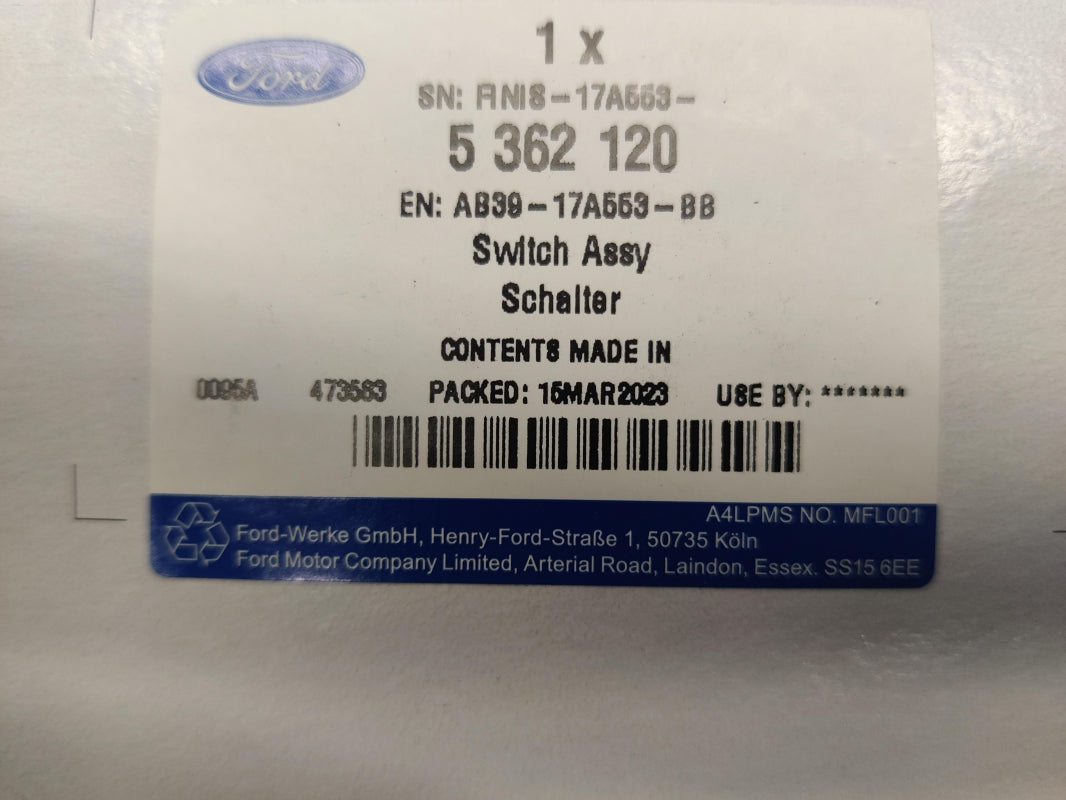 Ford
1 x
SN: FINIS-17A553-
5 362 120
EN: AB39-17A553-BB
Switch Assy
Schalter
CONTENTS MADE IN
0095A 473563 PACKED: 15MAR2023 USE BY: *******
A4LPMS NO. MFL001
Ford-Werke GmbH, Henry-Ford-Straße 1, 50735 Köln
Ford Motor Company Limited, Arterial Road, Laindon, Essex. SS15 6EE